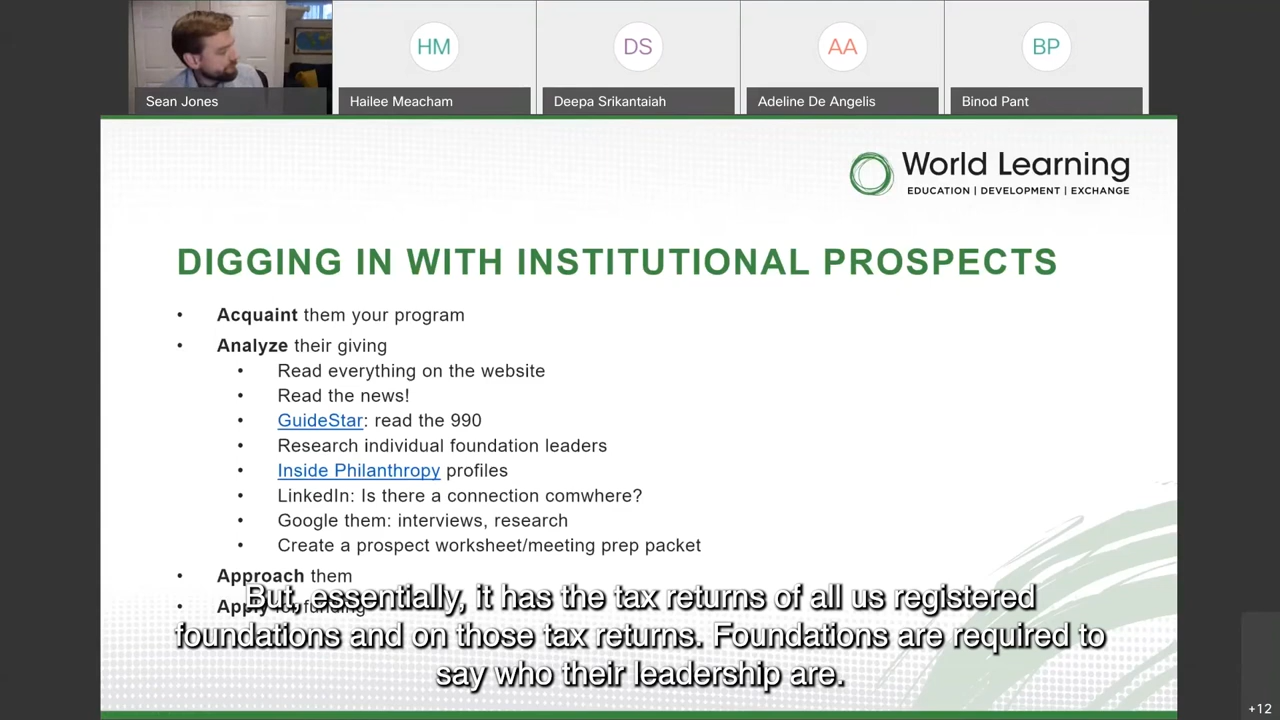 HM
DS
AA
BP
Sean Jones
Hailee Meacham
Deepa Srikantaiah
Adeline De Angelis
Binod Pant
World Learning
EDUCATION | DEVELOPMENT | EXCHANGE
DIGGING IN WITH INSTITUTIONAL PROSPECTS
• Acquaint them your program
• Analyze their giving
• Read everything on the website
• Read the news!
• GuideStar: read the 990
• Research individual foundation leaders
• Inside Philanthropy profiles
• LinkedIn: Is there a connection comwhere?
• Google them: interviews, research
• Create a prospect worksheet/meeting prep packet
• Approach them
• Apply for funding
But, essentially, it has the tax returns of all us registered
foundations and on those tax returns. Foundations are required to
say who their leadership are.
+12